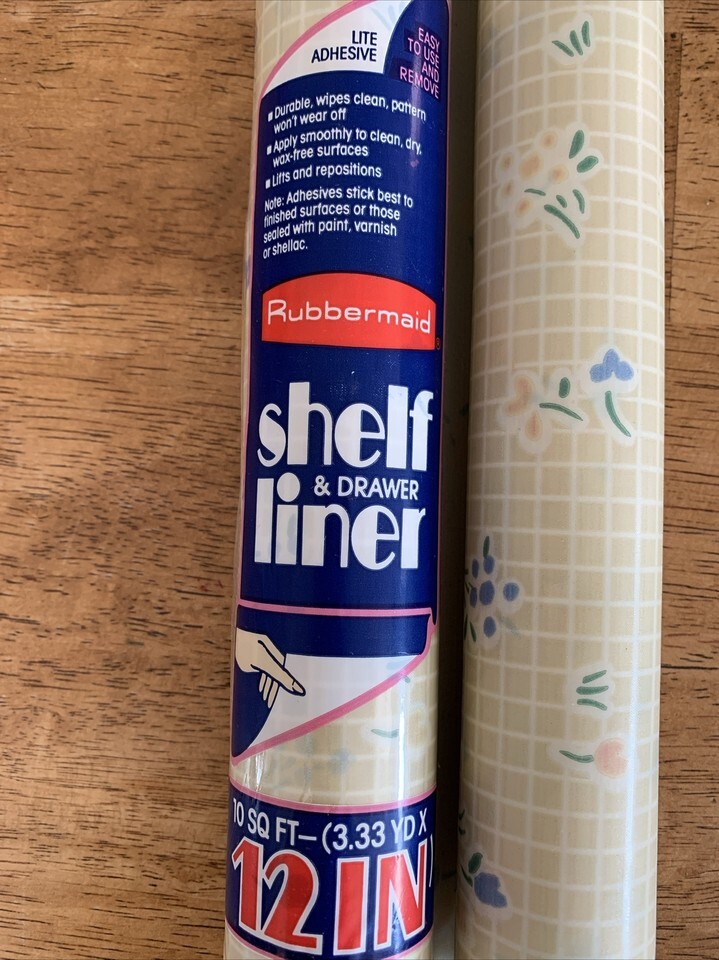 LITE
ADHESIVE
EASY
TO USE
AND
REMOVE
▪ Durable, wipes clean, pattern
won't wear off
▪ Apply smoothly to clean, dry,
wax-free surfaces
▪ Lifts and repositions
Note: Adhesives stick best to
finished surfaces or those
sealed with paint, varnish
or shellac.
Rubbermaid®
shelf
& DRAWER
liner
10 SQ FT—(3.33 YD X
12 IN)